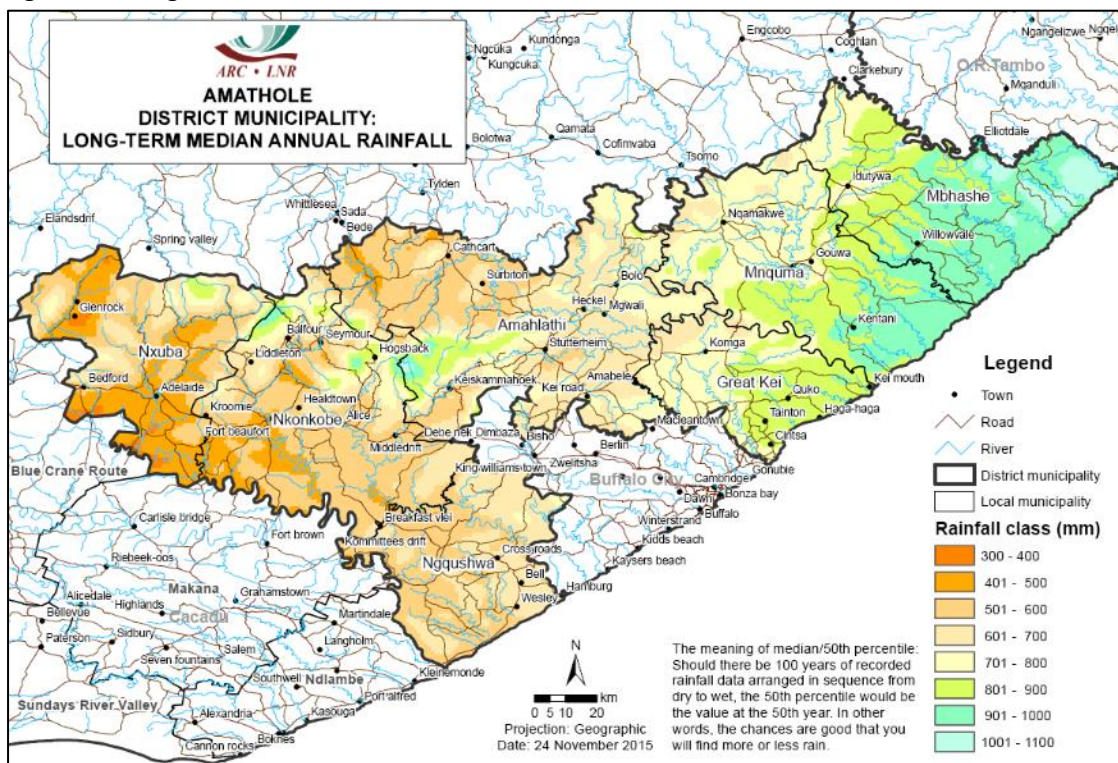 ARC • LNR
AMATHOLE
DISTRICT MUNICIPALITY:
LONG-TERM MEDIAN ANNUAL RAINFALL
Ngcuka
Kundonga
Kungcuka
Engcobo
Coghlan
Ngangelizwe
O.R.Tambo
Mqanduli
Clarkebury
Bolotwa
Qamata
Cofimvaba
Tsomo
Elliotdale
Tylden
Idutywa
Mbhashe
Elandsdrif
Whittlesea
Sada
Bede
Spring valley
Cathcart
Nqamakwe
Willowvale
Surbiton
Bolo
Gouwa
Mnquma
Glenrock
Heckel
Mgwali
Kentani
Nxuba
Balfour
Seymour
Amahlathi
Liddleton
Hogsback
Stutterheim
Komga
Bedford
Adelaide
Keiskammahoek
Kei road
Amabele
Great Kei
Quko
Kei mouth
Kroomie
Healdtown
Nkonkobe
Alice
Tainton
Haga-haga
Fort beaufort
Middledrift
Debe nek
Dimbaza
Bisho
Macleantown
Cintsa
Berlin
Gonubie
King-williams-town
Zwelitsha
Blue Crane Route
Buffalo City
Cambridge
Bonza bay
Dawn
Buffalo
Carlisle bridge
Fort brown
Breakfast vlei
Winterstrand
Kommittees drift
Kidds beach
Ngqushwa
Cross roads
Kaysers beach
Riebeek-oos
Bell
Hamburg
Alicedale
Makana
Grahamstown
Wesley
Highlands
Bellevue
Cacadu
Martindale
Paterson
Sidbury
Salem
Langholm
Seven fountains
Kleinemonde
Southwell
Ndlambe
Sundays River Valley
Port alfred
Alexandria
Kasouga
Boknes
Cannon rocks
N
km
0 5 10 20
Projection: Geographic
Date: 24 November 2015
The meaning of median/50th percentile:
Should there be 100 years of recorded
rainfall data arranged in sequence from
dry to wet, the 50th percentile would be
the value at the 50th year. In other
words, the chances are good that you
will find more or less rain.
Legend
Town
Road
River
District municipality
Local municipality
Rainfall class (mm)
300 - 400
401 - 500
501 - 600
601 - 700
701 - 800
801 - 900
901 - 1000
1001 - 1100